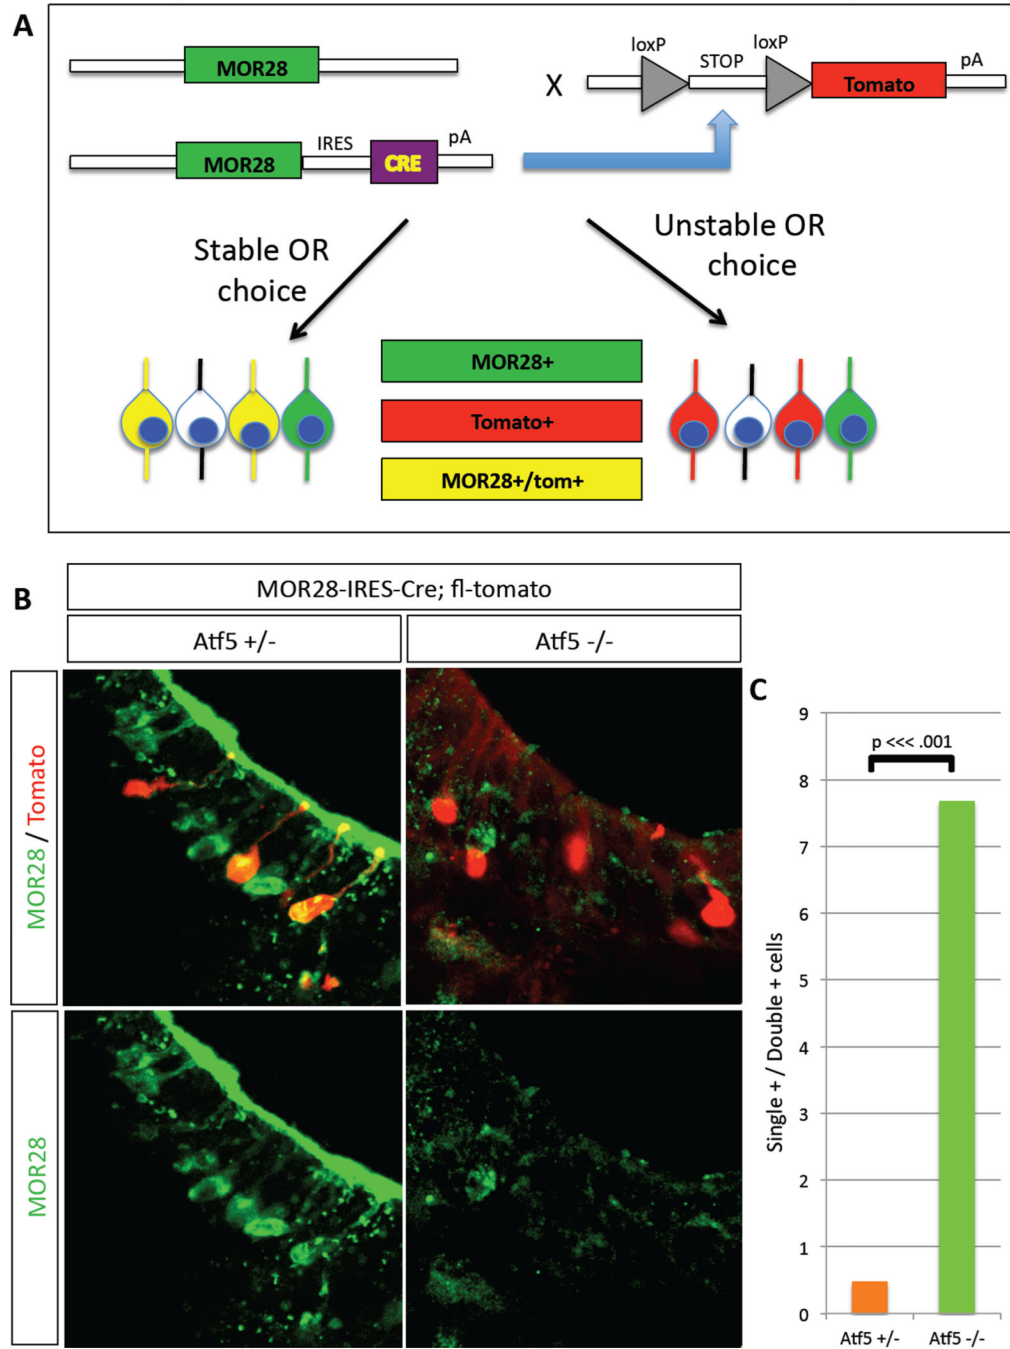 A
MOR28
MOR28
IRES
CRE
pA
X
loxP
STOP
loxP
Tomato
pA
Stable OR
choice
Unstable OR
choice
MOR28+
Tomato+
MOR28+/tom+
B
MOR28-IRES-Cre; fl-tomato
Atf5 +/-
Atf5 -/-
MOR28 / Tomato
MOR28
C
p <<< .001
Single + / Double + cells
9
8
7
6
5
4
3
2
1
0
Atf5 +/-
Atf5 -/-